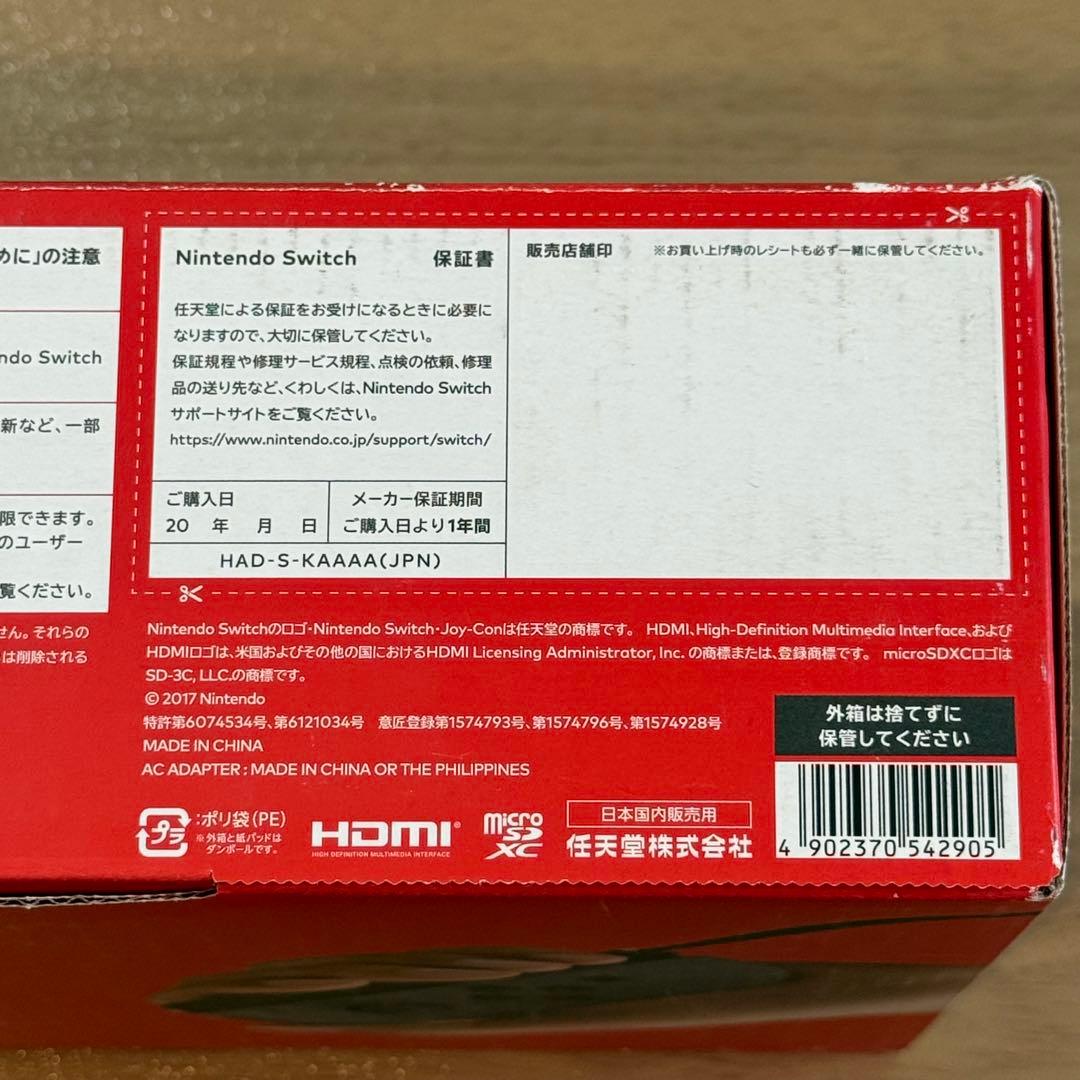 めに」の注意
ndo Switch
新など、一部
限できます。
のユーザー
覧ください。
せん。それらの
は削除される
Nintendo Switch 保証書
任天堂による保証をお受けになるときに必要に
なりますので、大切に保管してください。
保証規程や修理サービス規程、点検の依頼、修理
品の送り先など、くわしくは、Nintendo Switch
サポートサイトをご覧ください。
https://www.nintendo.co.jp/support/switch/
ご購入日
20 年 月 日
メーカー保証期間
ご購入日より1年間
HAD-S-KAAAA(JPN)
販売店舗印 ※お買い上げ時のレシートも必ず一緒に保管してください。
Nintendo Switchのロゴ・Nintendo Switch・Joy-Conは任天堂の商標です。 HDMI、High-Definition Multimedia Interface、および
HDMIロゴは、米国およびその他の国におけるHDMI Licensing Administrator, Inc. の商標または、登録商標です。 microSDXCロゴは
SD-3C, LLC.の商標です。
© 2017 Nintendo
特許第6074534号、第6121034号 意匠登録第1574793号、第1574796号、第1574928号
MADE IN CHINA
AC ADAPTER : MADE IN CHINA OR THE PHILIPPINES
プラ
:ポリ袋(PE)
※外箱と紙パッドは
ダンボールです。
HDMI®
HIGH DEFINITION MULTIMEDIA INTERFACE
micro
SD
XC
日本国内販売用
任天堂株式会社
外箱は捨てずに
保管してください
4 902370 542905